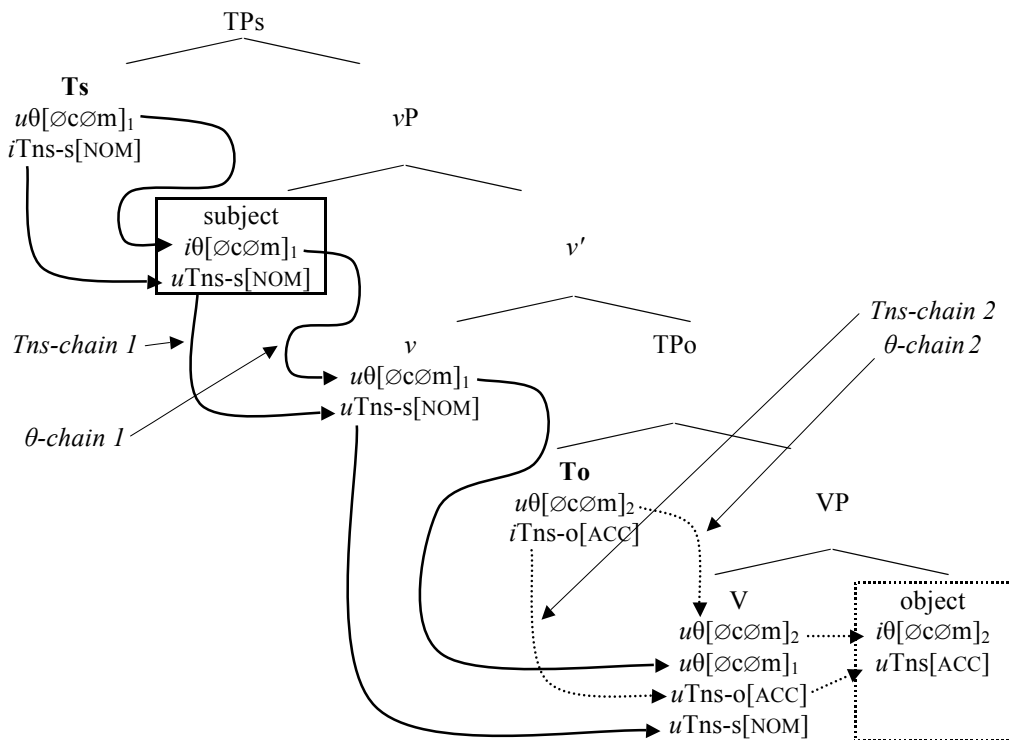 TPs
Ts
uθ[∅c∅m]₁
iTns-s[NOM]
vP
subject
iθ[∅c∅m]₁
uTns-s[NOM]
v′
Tns-chain 1
v
TPo
Tns-chain 2
θ-chain 2
uθ[∅c∅m]₁
uTns-s[NOM]
θ-chain 1
To
uθ[∅c∅m]₂
iTns-o[ACC]
VP
V
uθ[∅c∅m]₂
uθ[∅c∅m]₁
uTns-o[ACC]
uTns-s[NOM]
object
iθ[∅c∅m]₂
uTns[ACC]